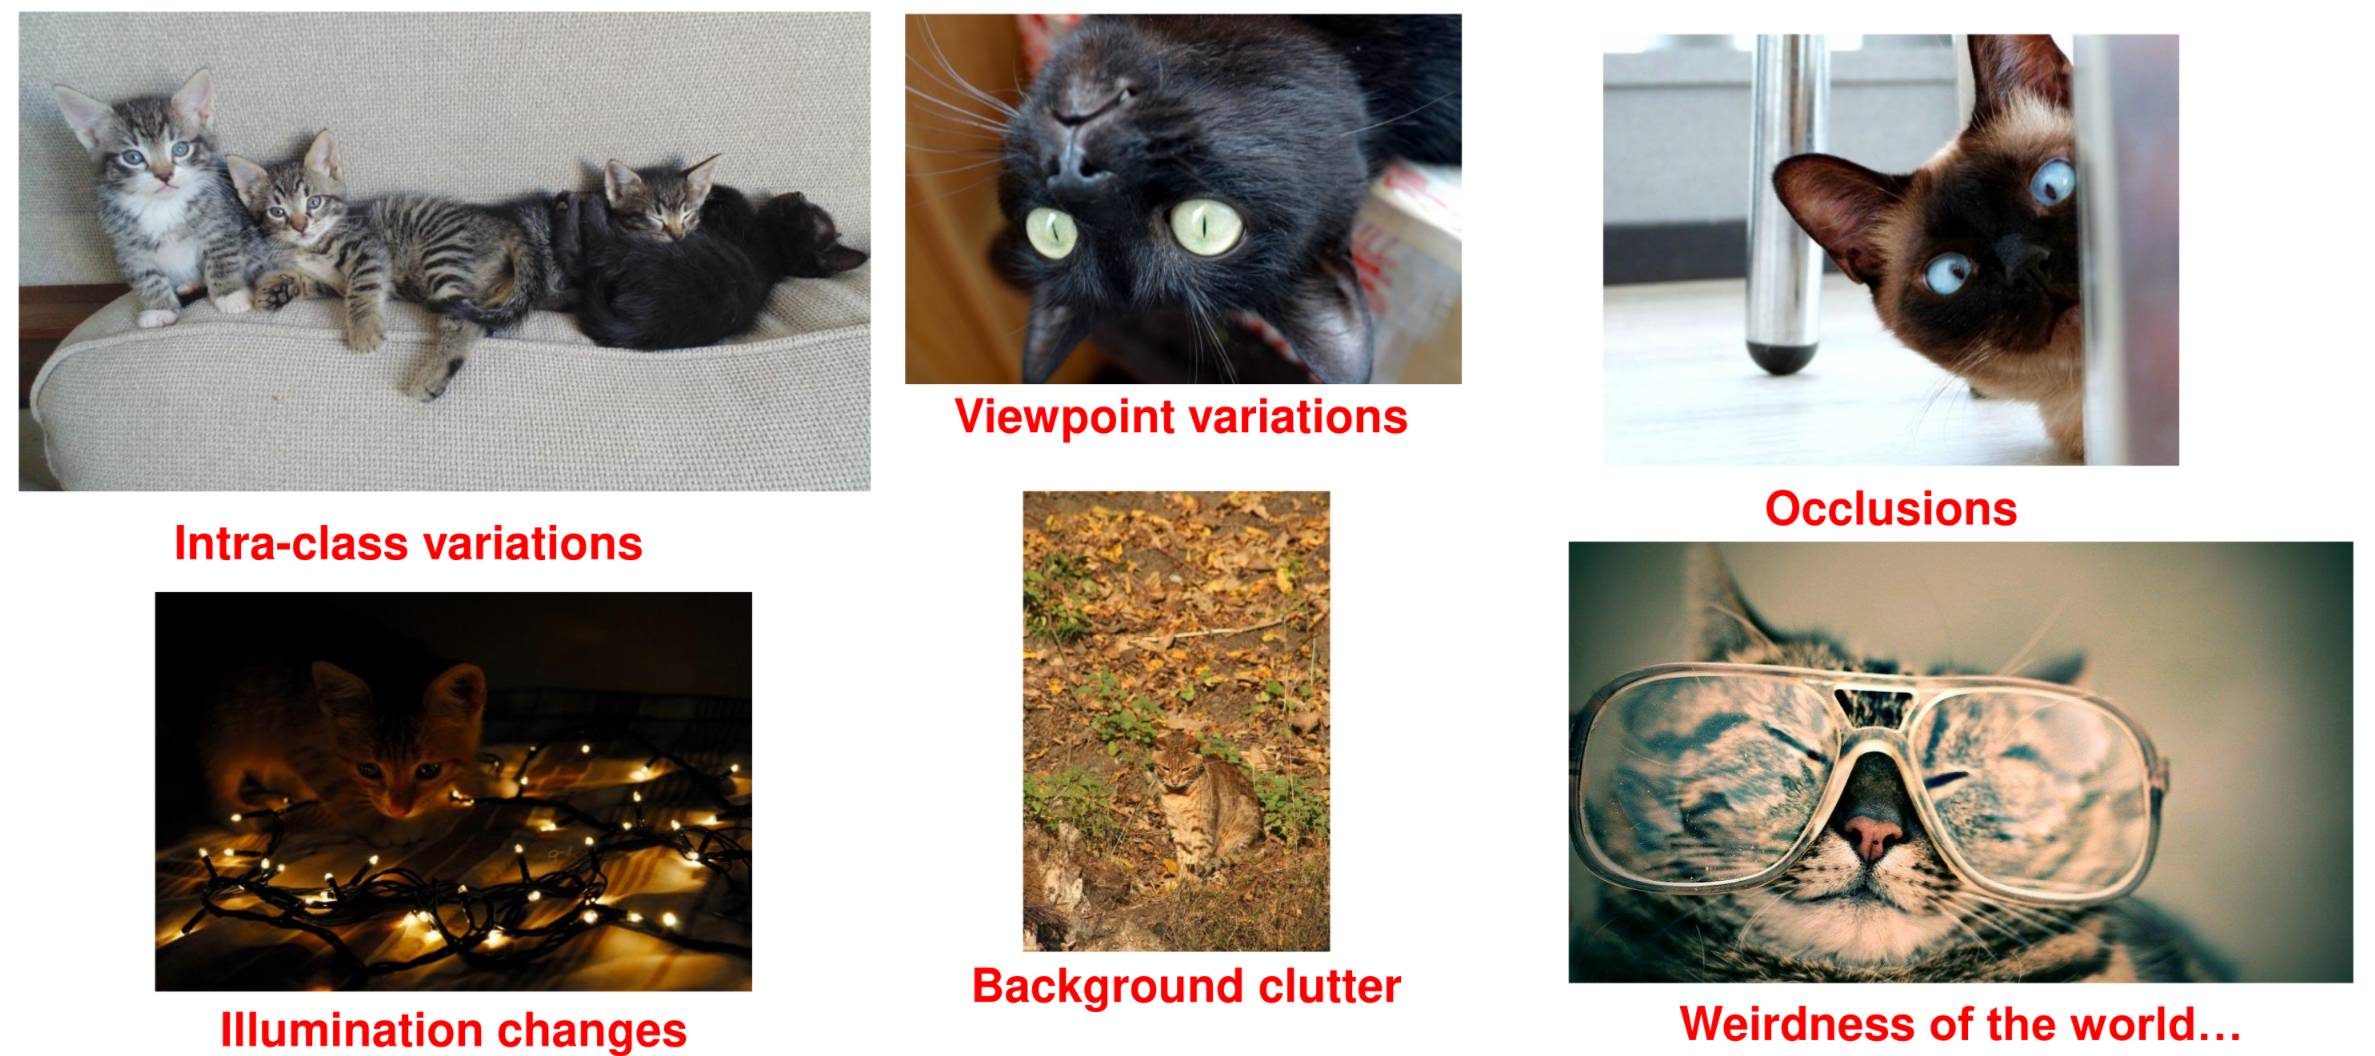 Intra-class variations
Viewpoint variations
Occlusions
Illumination changes
Background clutter
Weirdness of the world…